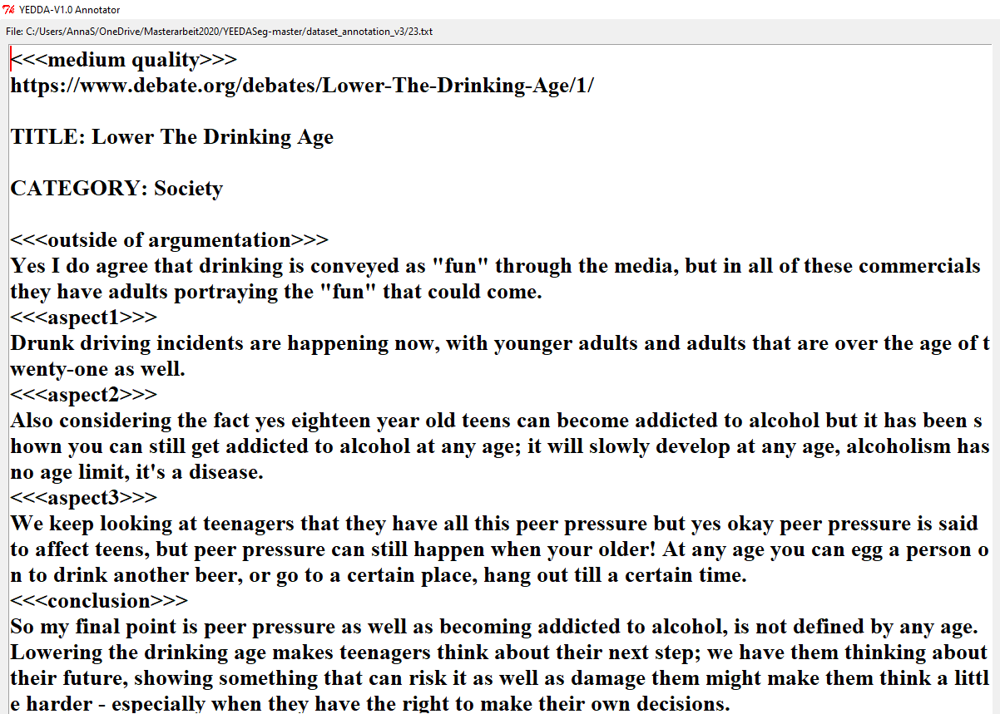 YEDDA-V1.0 Annotator
File: C:/Users/AnnaS/OneDrive/Masterarbeit2020/YEEDASeg-master/dataset_annotation_v3/23.txt
<<<medium quality>>>
https://www.debate.org/debates/Lower-The-Drinking-Age/1/
TITLE: Lower The Drinking Age
CATEGORY: Society
<<<outside of argumentation>>>
Yes I do agree that drinking is conveyed as "fun" through the media, but in all of these commercials
they have adults portraying the "fun" that could come.
<<<aspect1>>>
Drunk driving incidents are happening now, with younger adults and adults that are over the age of t
wenty-one as well.
<<<aspect2>>>
Also considering the fact yes eighteen year old teens can become addicted to alcohol but it has been s
hown you can still get addicted to alcohol at any age; it will slowly develop at any age, alcoholism has
no age limit, it's a disease.
<<<aspect3>>>
We keep looking at teenagers that they have all this peer pressure but yes okay peer pressure is said
to affect teens, but peer pressure can still happen when your older! At any age you can egg a person o
n to drink another beer, or go to a certain place, hang out till a certain time.
<<<conclusion>>>
So my final point is peer pressure as well as becoming addicted to alcohol, is not defined by any age.
Lowering the drinking age makes teenagers think about their next step; we have them thinking about
their future, showing something that can risk it as well as damage them might make them think a littl
e harder - especially when they have the right to make their own decisions.